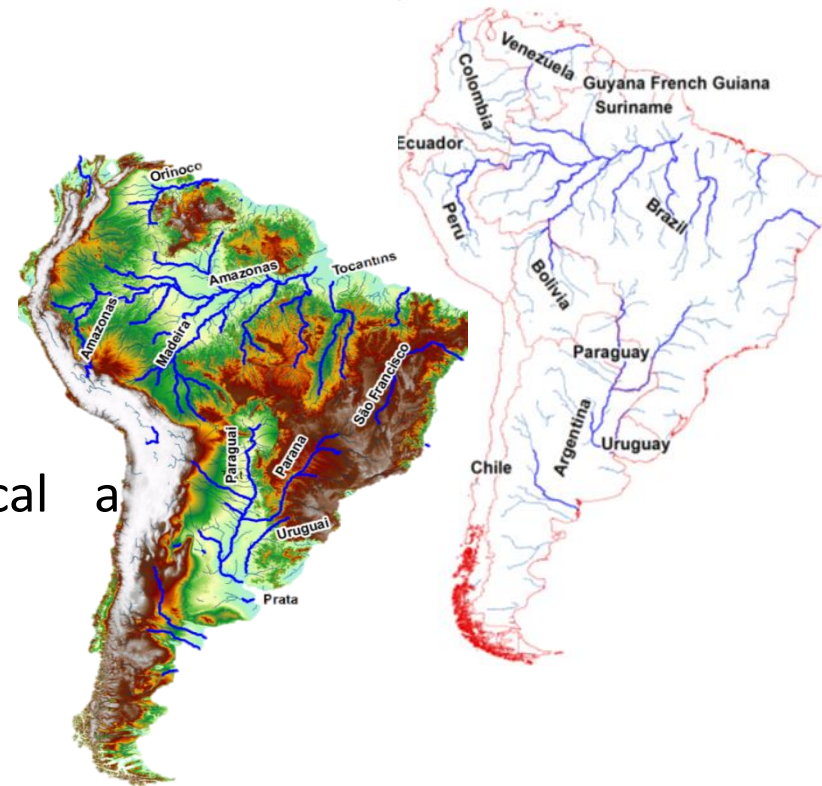 Orinoco
Amazonas
Tocantins
Amazonas
Madeira
São Francisco
Paraguai
Parana
Uruguai
Prata
cal a
Venezuela
Colombia
Guyana French Guiana
Suriname
Ecuador
Peru
Brazil
Bolivia
Paraguay
Argentina
Uruguay
Chile